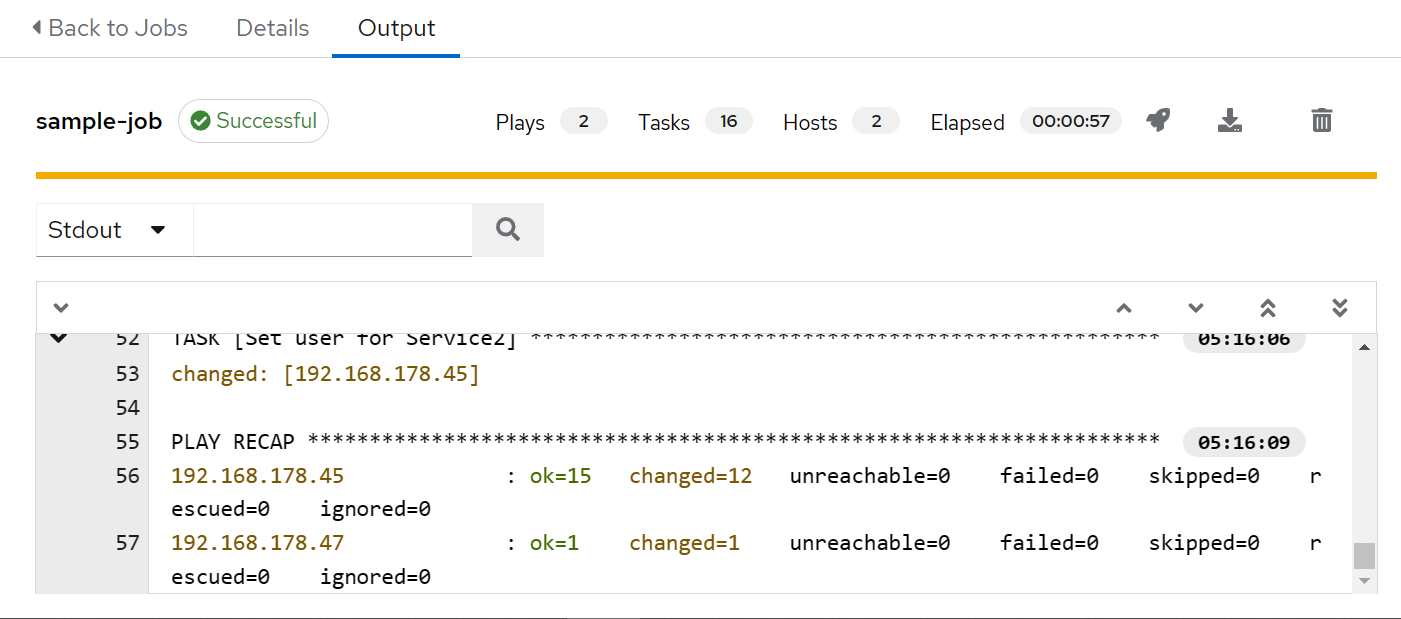 Back to Jobs Details Output
sample-job Successful Plays 2 Tasks 16 Hosts 2 Elapsed 00:00:57
Stdout
52 TASK [Set user for Service2] *************************************************** 05:16:06
53 changed: [192.168.178.45]
54
55 PLAY RECAP ********************************************************************* 05:16:09
56 192.168.178.45 : ok=15 changed=12 unreachable=0 failed=0 skipped=0 r
escued=0 ignored=0
57 192.168.178.47 : ok=1 changed=1 unreachable=0 failed=0 skipped=0 r
escued=0 ignored=0